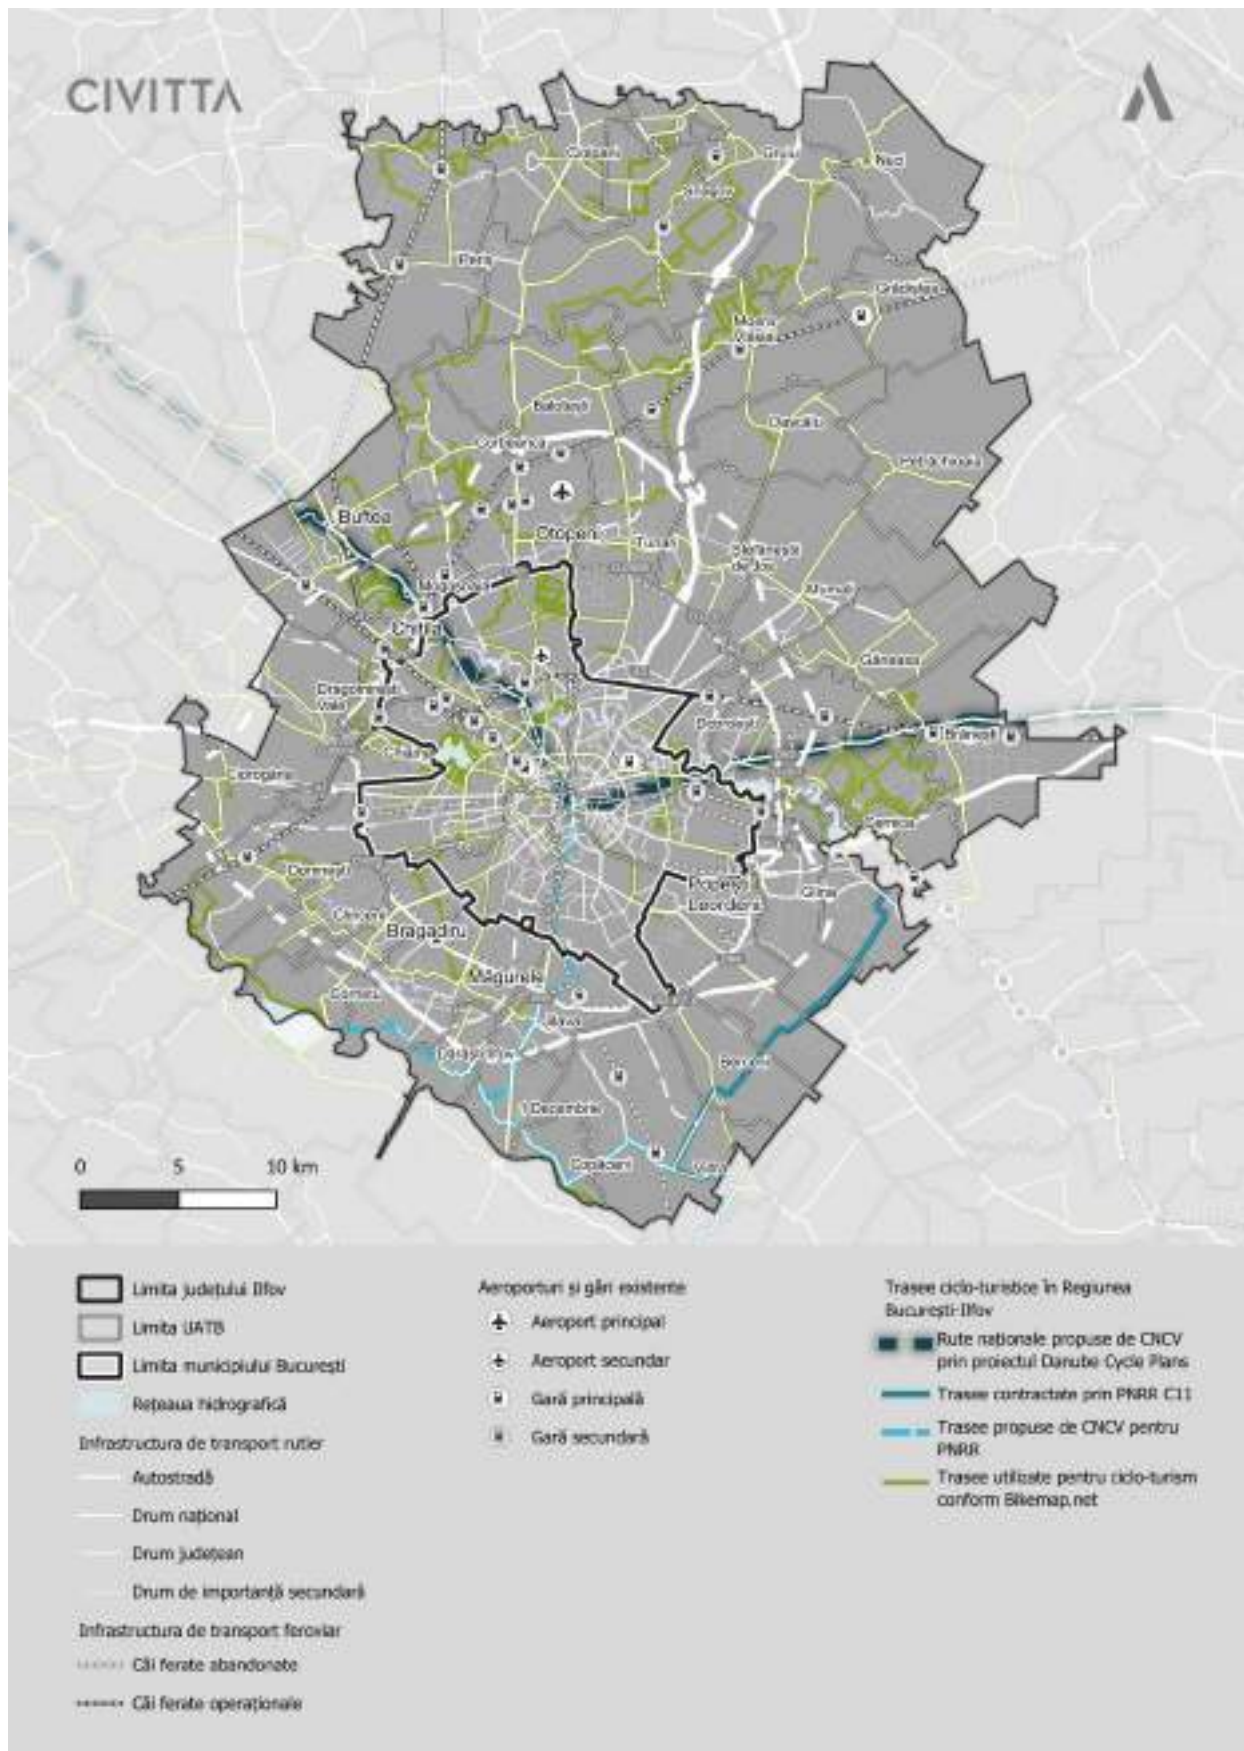 CIVITTA
Gruiu
Nuci
Periș
Grădiștea
Moara
Vlăsiei
Balotești
Corbeanca
Dascălu
Petrăchioaia
Buftea
Otopeni
Tunari
Ștefănești
de Jos
Mogoșoaia
Afumați
Chitila
Găneasa
Dragomirești
Vale
Dobroești
Brănești
Chiajna
Ciorogârla
Cernica
Domnești
Popești
Leordeni
Glina
Clinceni
Bragadiru
Măgurele
Cornetu
Jilava
Berceni
1 Decembrie
Copăceni
Vidra
0 5 10 km
Limita județului Ilfov
Limita UATB
Limita municipiului București
Rețeaua hidrografică
Infrastructura de transport rutier
Autostradă
Drum național
Drum județean
Drum de importanță secundară
Infrastructura de transport feroviar
Căi ferate abandonate
Căi ferate operaționale
Aeroporturi și gări existente
Aeroport principal
Aeroport secundar
Gară principală
Gară secundară
Trasee ciclo-turistice în Regiunea
București-Ilfov
Rute naționale propuse de CNCV
prin proiectul Danube Cycle Plans
Trasee contractate prin PNRR C11
Trasee propuse de CNCV pentru
PNRR
Trasee utilizate pentru ciclo-turism
conform Bikemap.net